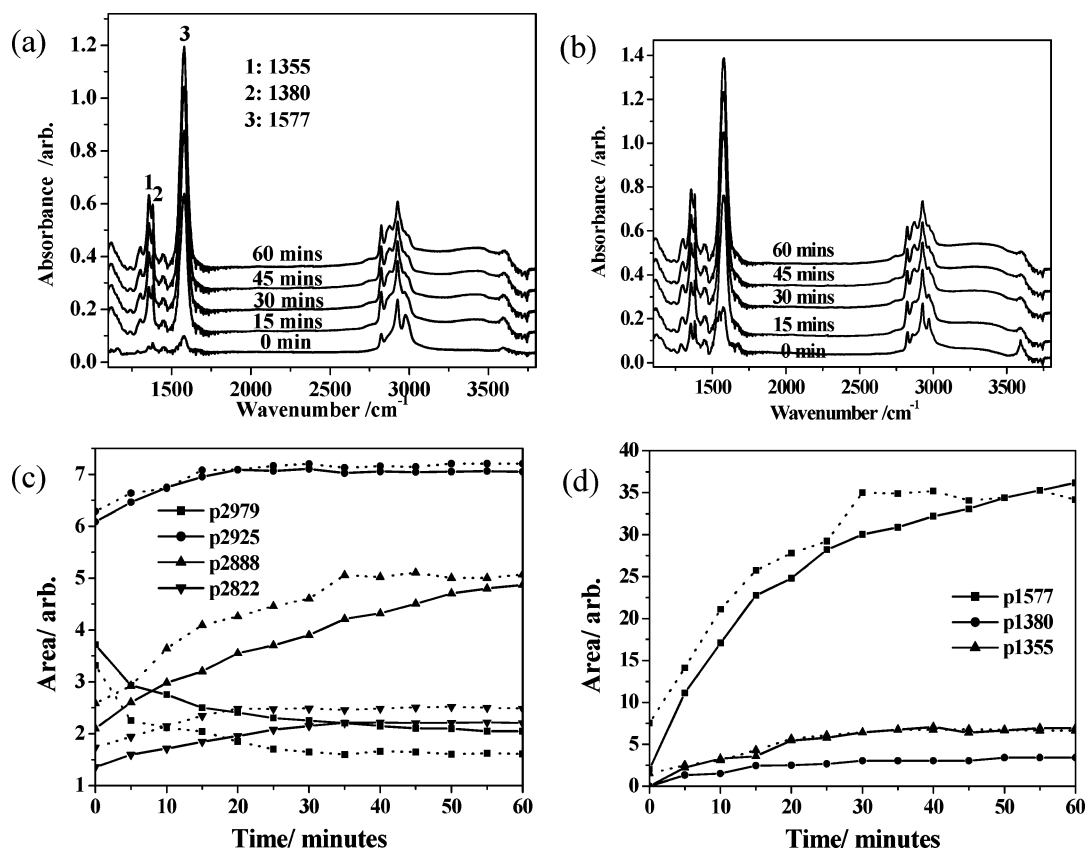 (a)
1.2
1.0
0.8
0.6
0.4
0.2
0.0
Absorbance /arb.
3
1
2
1: 1355
2: 1380
3: 1577
60 mins
45 mins
30 mins
15 mins
0 min
1500
2000
2500
3000
3500
Wavenumber /cm-1
(b)
1.4
1.2
1.0
0.8
0.6
0.4
0.2
0.0
Absorbance /arb.
60 mins
45 mins
30 mins
15 mins
0 min
1500
2000
2500
3000
3500
Wavenumber /cm-1
(c)
7
6
5
4
3
2
1
Area/ arb.
p2979
p2925
p2888
p2822
0
10
20
30
40
50
60
Time/ minutes
(d)
40
35
30
25
20
15
10
5
0
Area/ arb.
p1577
p1380
p1355
0
10
20
30
40
50
60
Time/ minutes